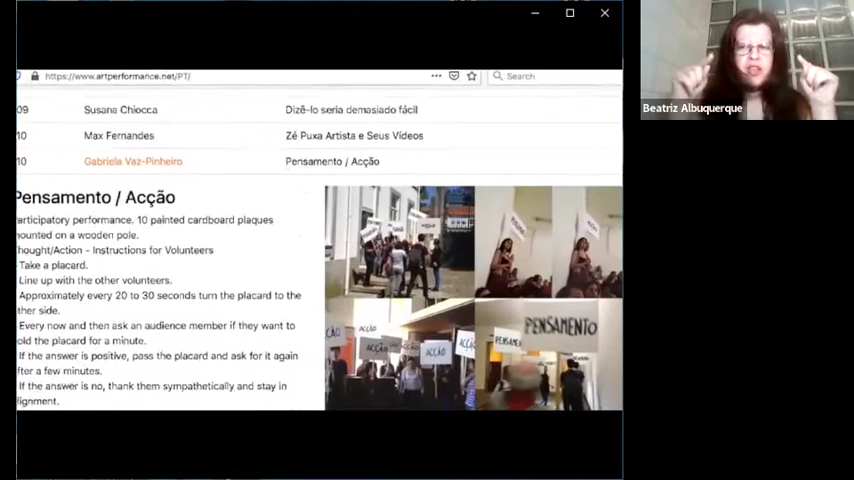 https://www.artperformance.net/PT/
Search
09 Susana Chiocca Dizê-lo seria demasiado fácil
10 Max Fernandes Zé Puxa Artista e Seus Vídeos
10 Gabriela Vaz-Pinheiro Pensamento / Acção
Pensamento / Acção
articipatory performance. 10 painted cardboard plaques
ounted on a wooden pole.
hought/Action - Instructions for Volunteers
Take a placard.
Line up with the other volunteers.
Approximately every 20 to 30 seconds turn the placard to the
ther side.
Every now and then ask an audience member if they want to
old the placard for a minute.
If the answer is positive, pass the placard and ask for it again
fter a few minutes.
If the answer is no, thank them sympathetically and stay in
lignment.
ACÇÃO
ACÇÃO
ACÇÃO
PENSAMENTO
Beatriz Albuquerque